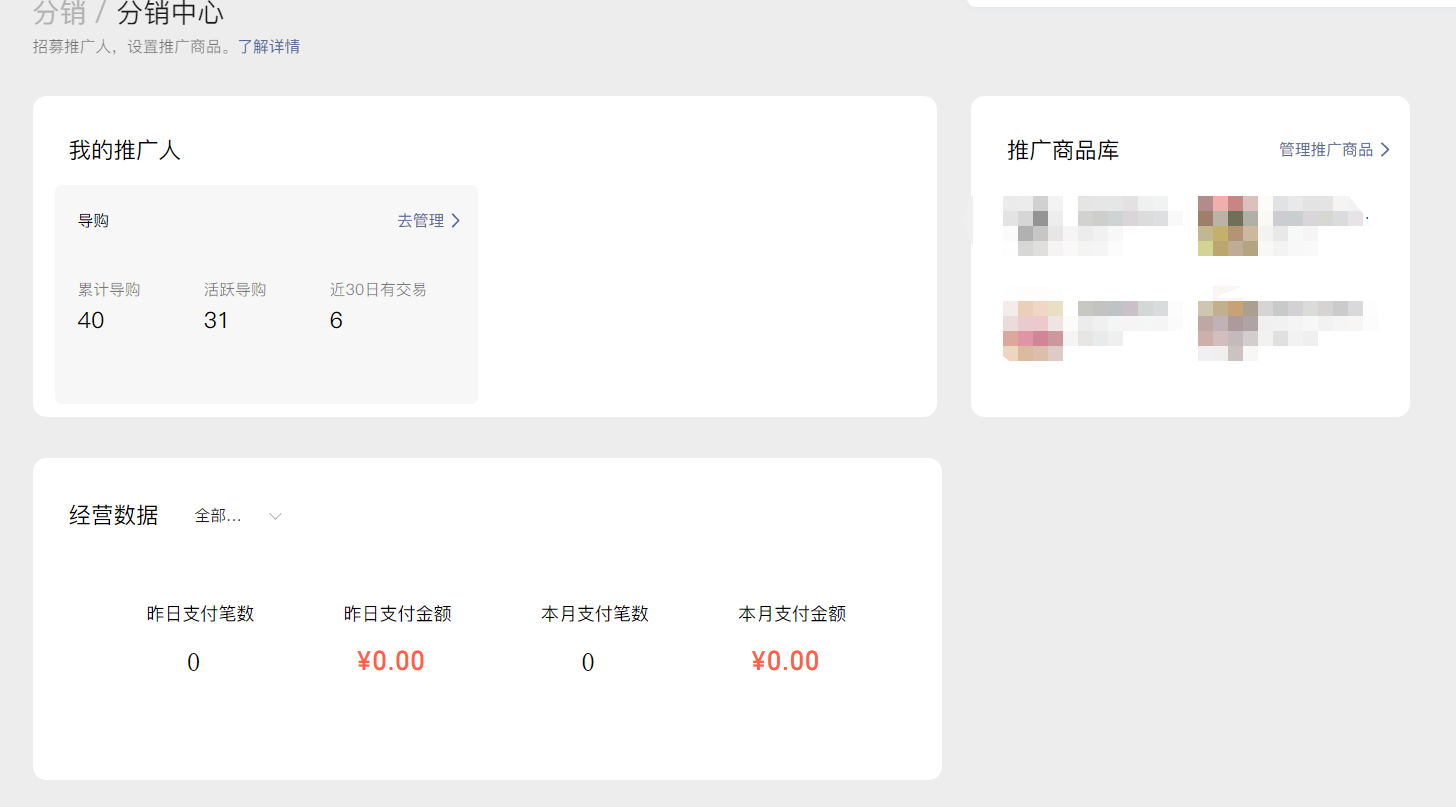 分销 / 分销中心
招募推广人，设置推广商品。了解详情
我的推广人
导购
去管理
累计导购 活跃导购 近30日有交易
40 31 6
推广商品库
管理推广商品
经营数据 全部...
昨日支付笔数 昨日支付金额 本月支付笔数 本月支付金额
0 ¥0.00 0 ¥0.00